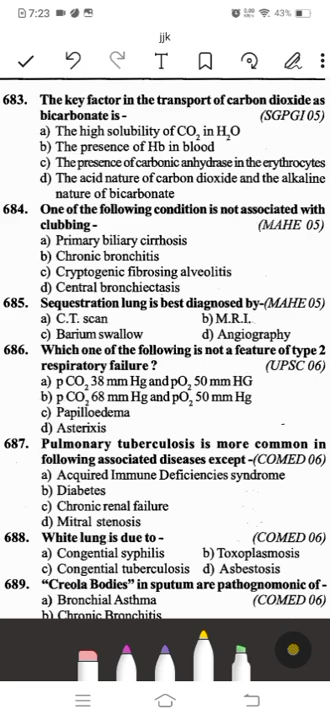 7:23
43%
jjk
T
683. The key factor in the transport of carbon dioxide as
bicarbonate is - (SGPGI 05)
a) The high solubility of CO₂ in H₂O
b) The presence of Hb in blood
c) The presence of carbonic anhydrase in the erythrocytes
d) The acid nature of carbon dioxide and the alkaline
nature of bicarbonate
684. One of the following condition is not associated with
clubbing - (MAHE 05)
a) Primary biliary cirrhosis
b) Chronic bronchitis
c) Cryptogenic fibrosing alveolitis
d) Central bronchiectasis
685. Sequestration lung is best diagnosed by-(MAHE 05)
a) C.T. scan b) M.R.I.
c) Barium swallow d) Angiography
686. Which one of the following is not a feature of type 2
respiratory failure ? (UPSC 06)
a) p CO₂ 38 mm Hg and pO₂ 50 mm HG
b) p CO₂ 68 mm Hg and pO₂ 50 mm Hg
c) Papilloedema
d) Asterixis
687. Pulmonary tuberculosis is more common in
following associated diseases except -(COMED 06)
a) Acquired Immune Deficiencies syndrome
b) Diabetes
c) Chronic renal failure
d) Mitral stenosis
688. White lung is due to - (COMED 06)
a) Congential syphilis b) Toxoplasmosis
c) Congential tuberculosis d) Asbestosis
689. “Creola Bodies” in sputum are pathognomonic of -
a) Bronchial Asthma (COMED 06)
b) Chronic Bronchitis